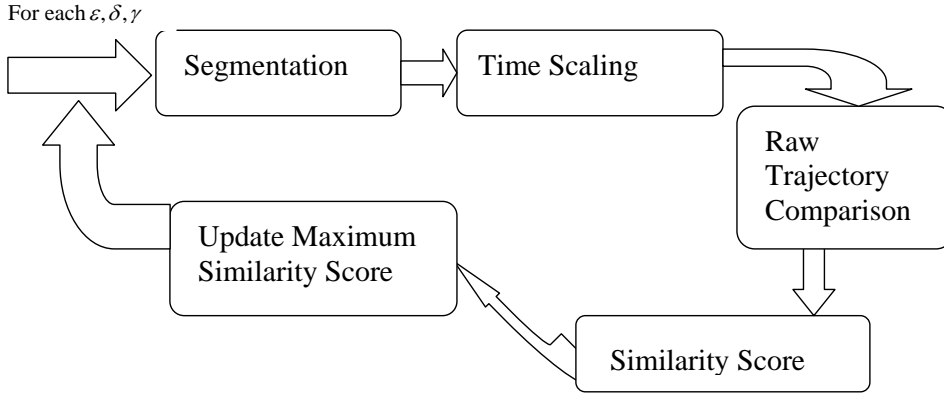 For each ε, δ, γ
Segmentation
Time Scaling
Raw
Trajectory
Comparison
Update Maximum
Similarity Score
Similarity Score